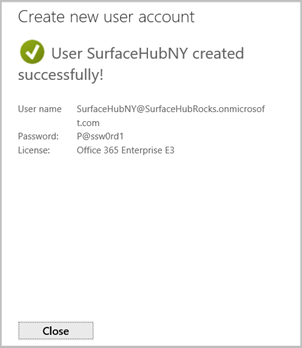 Create new user account
User SurfaceHubNY created
successfully!
User name SurfaceHubNY@SurfaceHubRocks.onmicrosof
t.com
Password: P@ssw0rd1
License: Office 365 Enterprise E3
Close